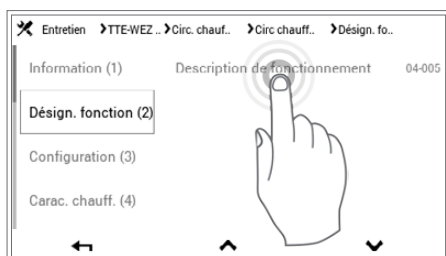 Entretien >TTE-WEZ .. >Circ. chauf.. >Circ chauff.. >Désign. fo..
Information (1) Description de fonctionnement 04-005
Désign. fonction (2)
Configuration (3)
Carac. chauff. (4)